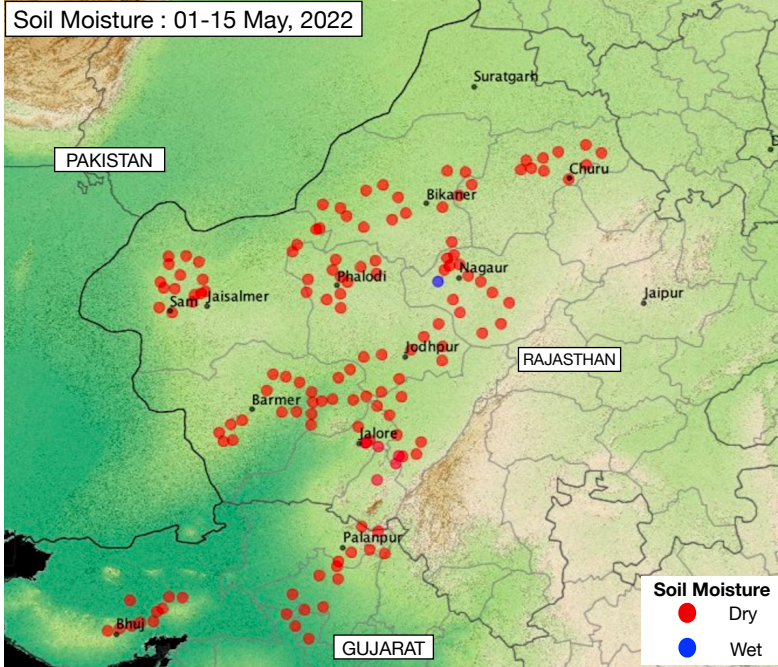 Soil Moisture : 01-15 May, 2022
Suratgarh
PAKISTAN
Churu
Bikaner
Phalodi
Nagaur
Sam
Jaisalmer
Jaipur
Jodhpur
RAJASTHAN
Barmer
Jalore
Palanpur
Soil Moisture
Dry
Bhuj
Wet
GUJARAT